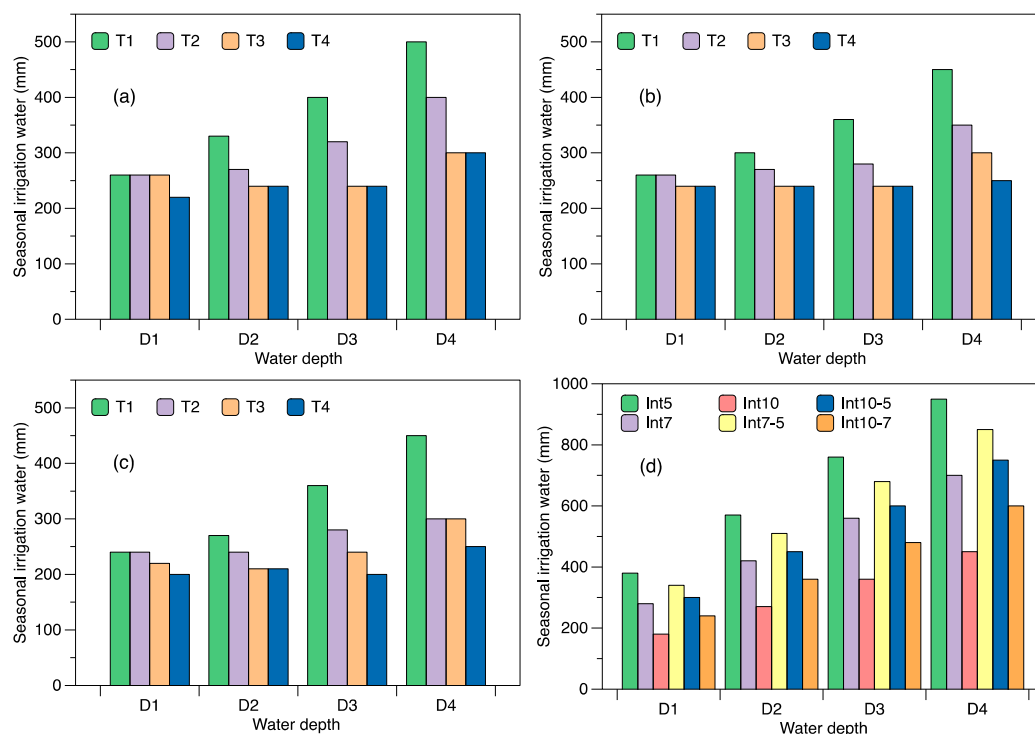 T1 T2 T3 T4
(a)
Seasonal irrigation water (mm)
500
400
300
200
100
0
D1 D2 D3 D4
Water depth
T1 T2 T3 T4
(b)
Seasonal irrigation water (mm)
500
400
300
200
100
0
D1 D2 D3 D4
Water depth
T1 T2 T3 T4
(c)
Seasonal irrigation water (mm)
500
400
300
200
100
0
D1 D2 D3 D4
Water depth
Int5 Int10 Int10-5
Int7 Int7-5 Int10-7
(d)
Seasonal irrigation water (mm)
1000
800
600
400
200
0
D1 D2 D3 D4
Water depth